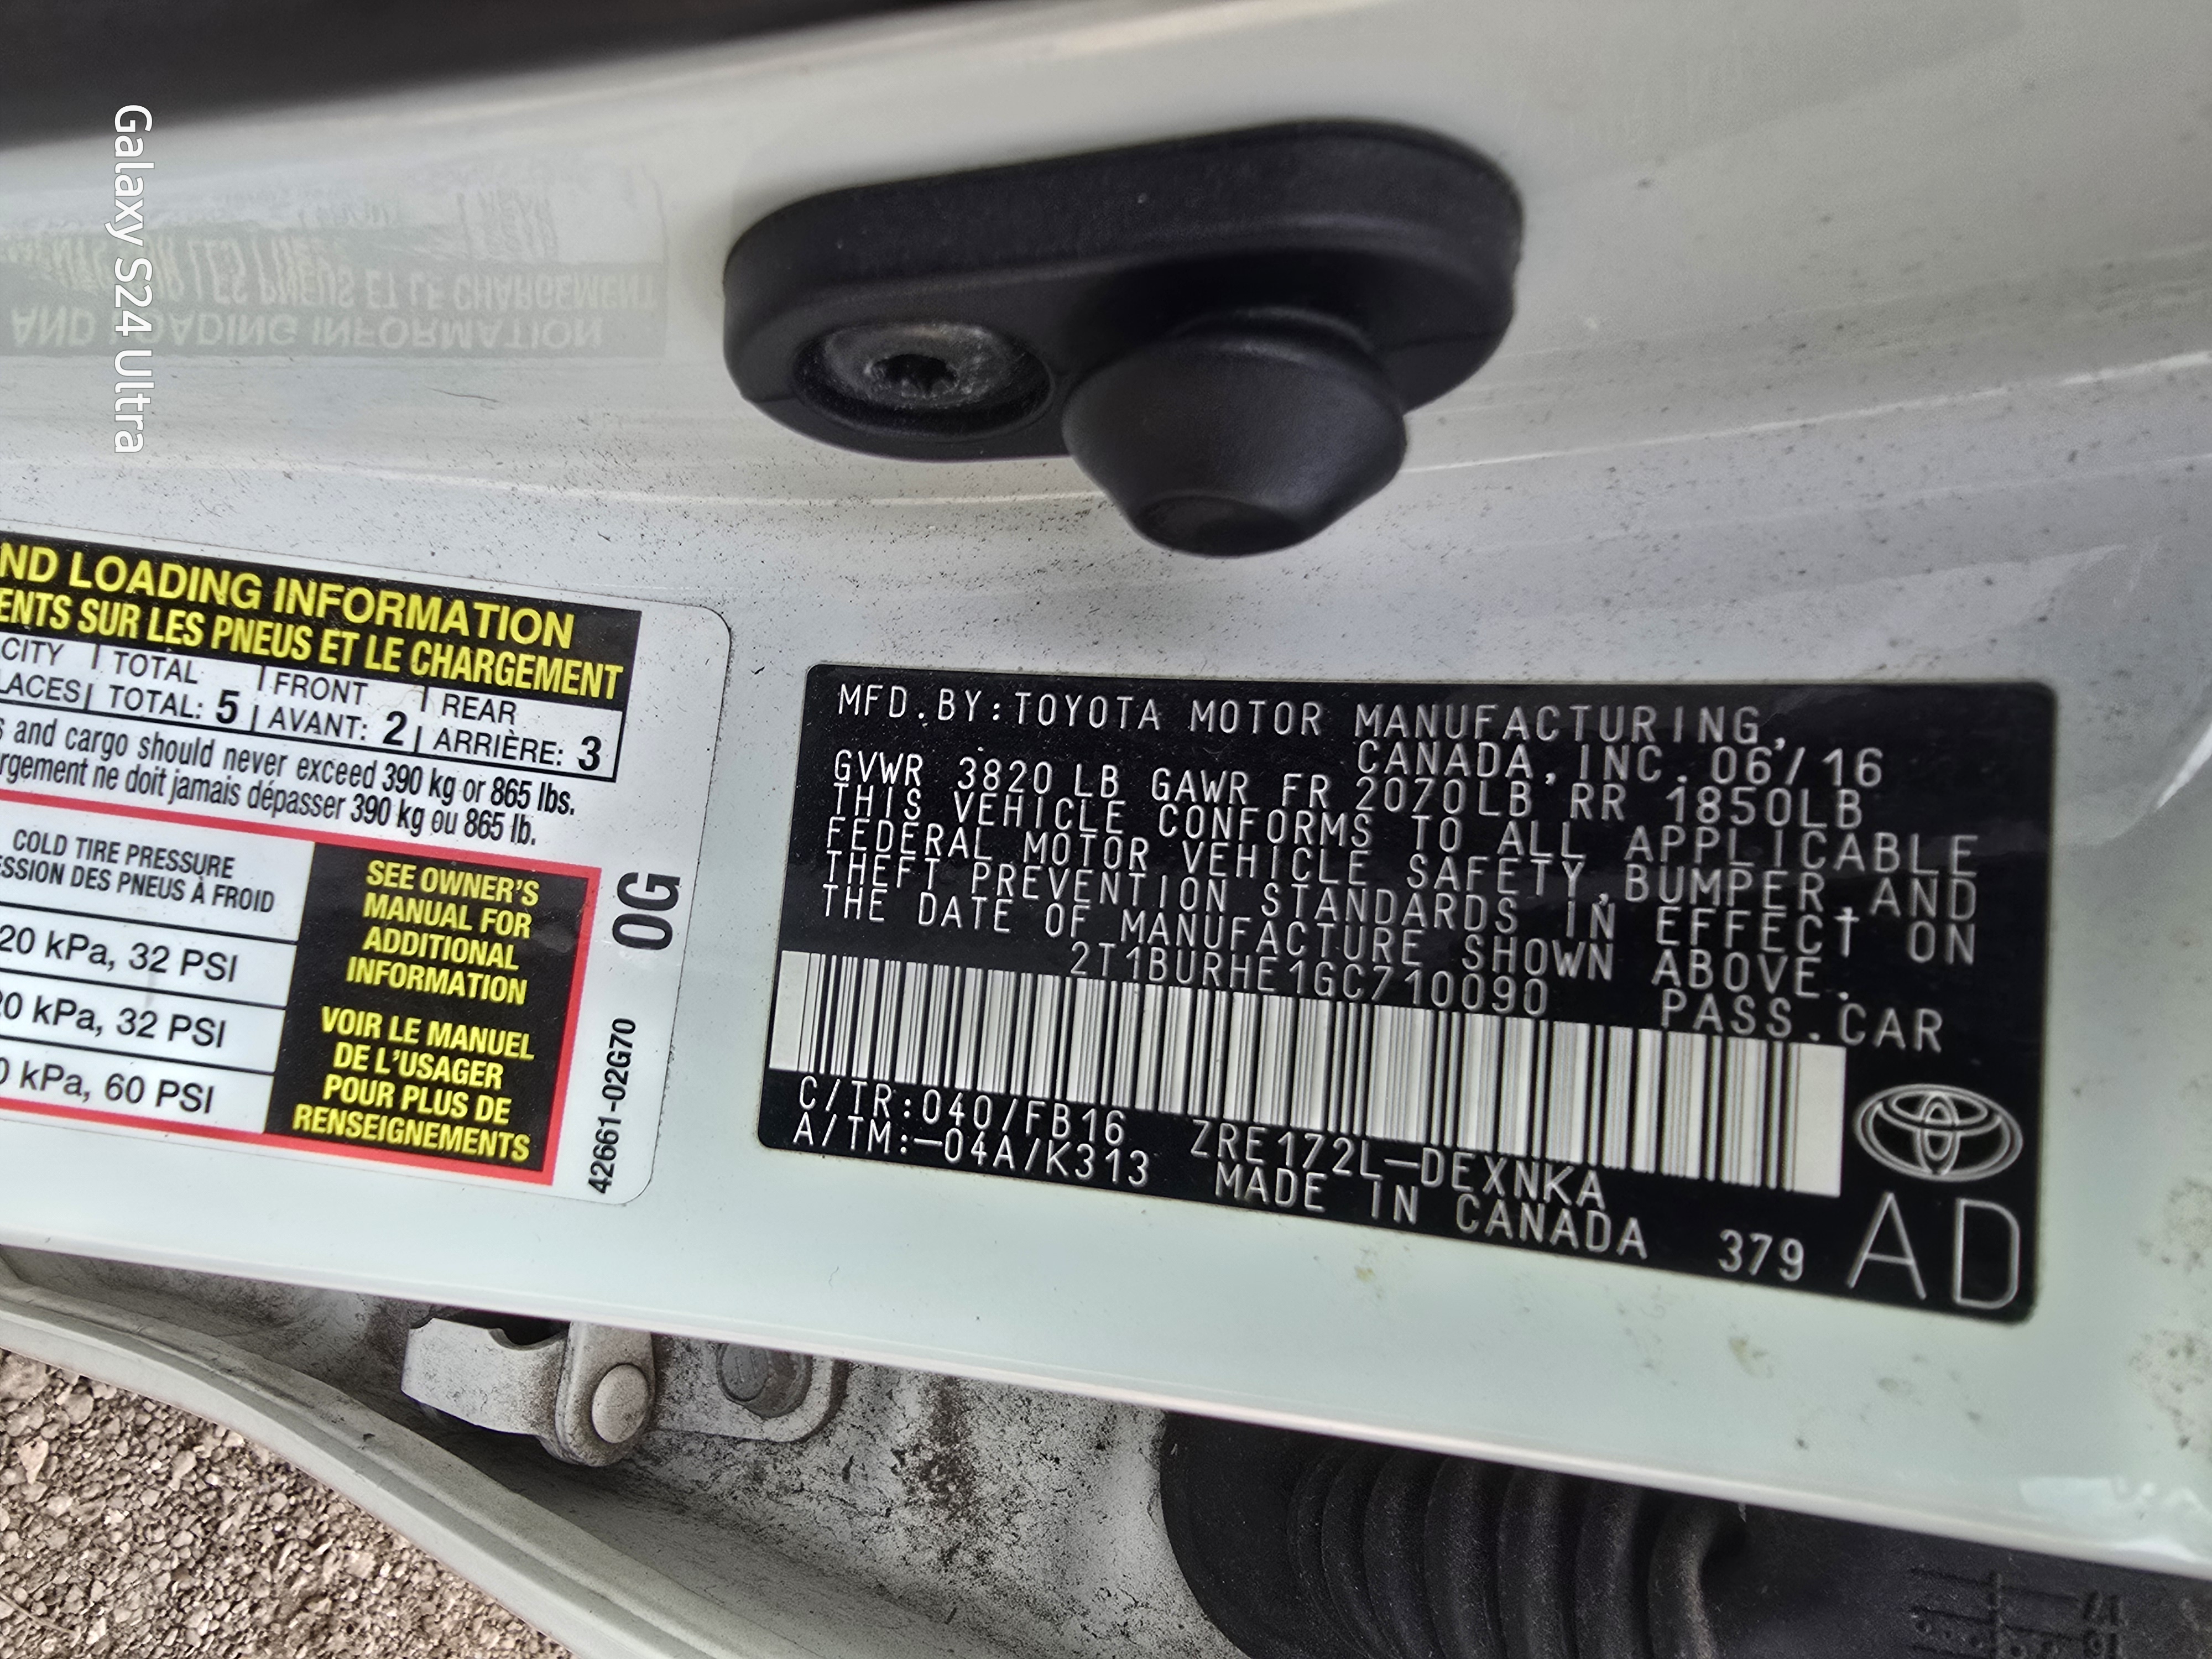 Galaxy S24 Ultra
ND LOADING INFORMATION
ENTS SUR LES PNEUS ET LE CHARGEMENT
CITY | TOTAL | FRONT | REAR
LACES | TOTAL: 5 | AVANT: 2 | ARRIÈRE: 3
s and cargo should never exceed 390 kg or 865 lbs.
rgement ne doit jamais dépasser 390 kg ou 865 lb.
COLD TIRE PRESSURE
ESSION DES PNEUS À FROID
20 kPa, 32 PSI
20 kPa, 32 PSI
0 kPa, 60 PSI
SEE OWNER'S
MANUAL FOR
ADDITIONAL
INFORMATION
VOIR LE MANUEL
DE L'USAGER
POUR PLUS DE
RENSEIGNEMENTS
0G
42661-02G70
MFD.BY:TOYOTA MOTOR MANUFACTURING,
CANADA,INC. 06/16
GVWR 3820 LB GAWR FR 2070LB RR 1850LB
THIS VEHICLE CONFORMS TO ALL APPLICABLE
FEDERAL MOTOR VEHICLE SAFETY,BUMPER,AND
THEFT PREVENTION STANDARDS IN EFFECT ON
THE DATE OF MANUFACTURE SHOWN ABOVE.
2T1BURHE1GC710090 PASS.CAR
C/TR:040/FB16 ZRE172L-DEXNKA
A/TM:-04A/K313 MADE IN CANADA 379
AD